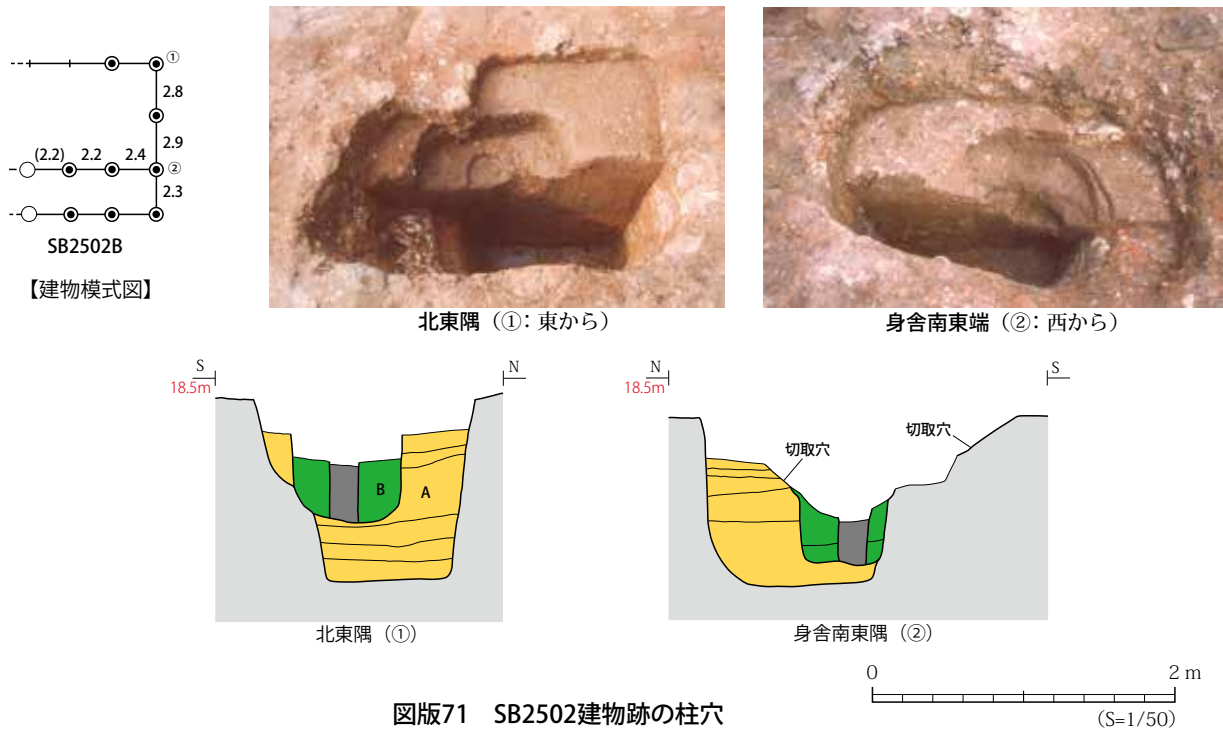 ①
2.8
2.9
(2.2) 2.2 2.4 ②
2.3
SB2502B
【建物模式図】
北東隅（①：東から）
身舎南東端（②：西から）
S N
18.5m
B A
北東隅（①）
N S
18.5m
切取穴
切取穴
身舎南東隅（②）
0 2 m
(S=1/50)
図版71 SB2502建物跡の柱穴